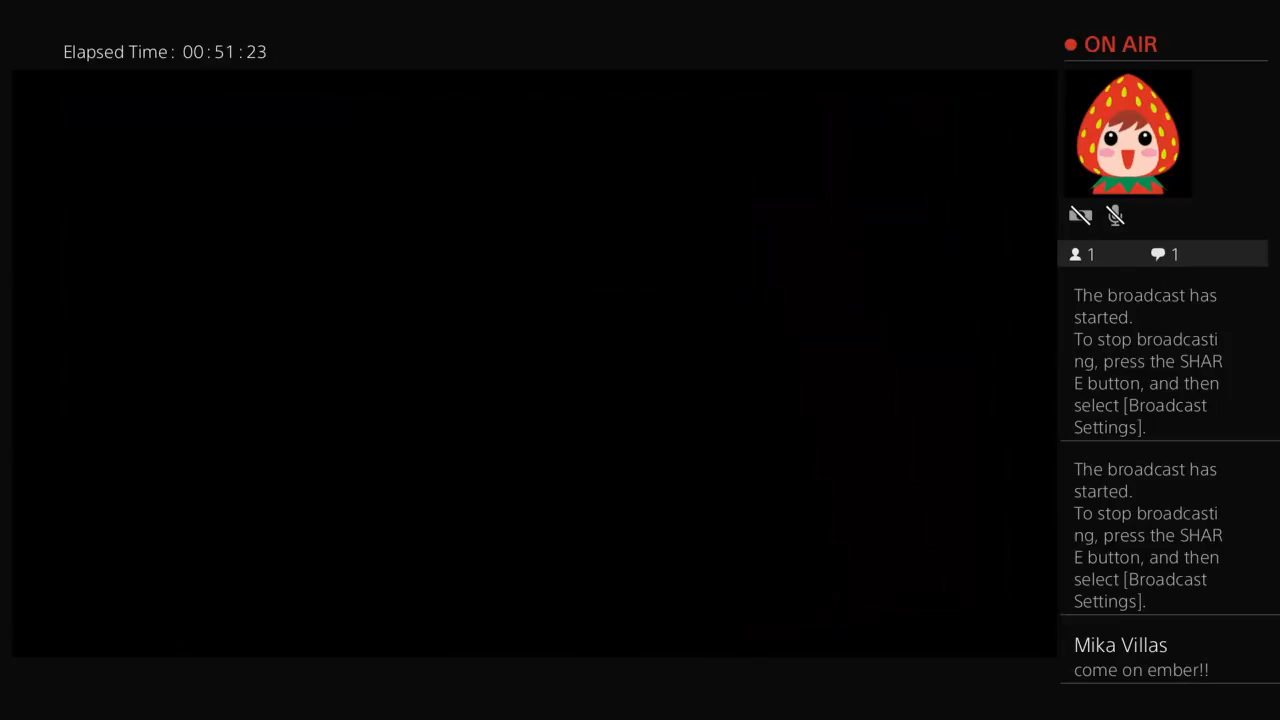 Elapsed Time: 00:51:23
ON AIR
1 1
The broadcast has
started.
To stop broadcasti
ng, press the SHAR
E button, and then
select [Broadcast
Settings].
The broadcast has
started.
To stop broadcasti
ng, press the SHAR
E button, and then
select [Broadcast
Settings].
Mika Villas
come on ember!!